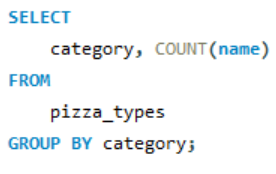 SELECT
    category, COUNT(name)
FROM
    pizza_types
GROUP BY category;